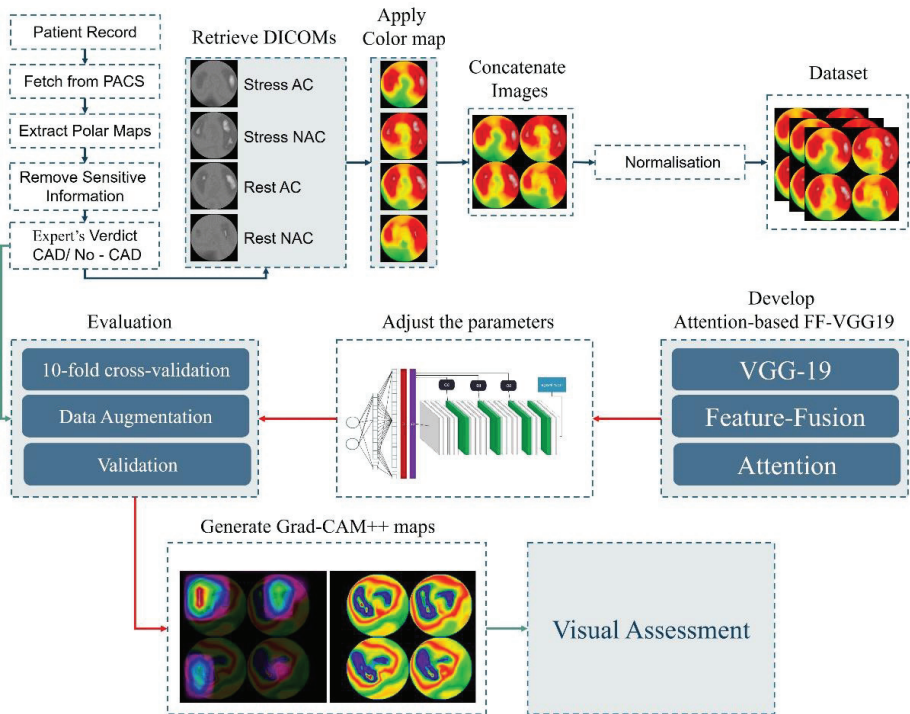 Patient Record
Fetch from PACS
Extract Polar Maps
Remove Sensitive
Information
Expert's Verdict
CAD/ No - CAD
Retrieve DICOMs
Stress AC
Stress NAC
Rest AC
Rest NAC
Apply
Color map
Concatenate
Images
Normalisation
Dataset
Develop
Attention-based FF-VGG19
VGG-19
Feature-Fusion
Attention
Adjust the parameters
Evaluation
10-fold cross-validation
Data Augmentation
Validation
Generate Grad-CAM++ maps
Visual Assessment